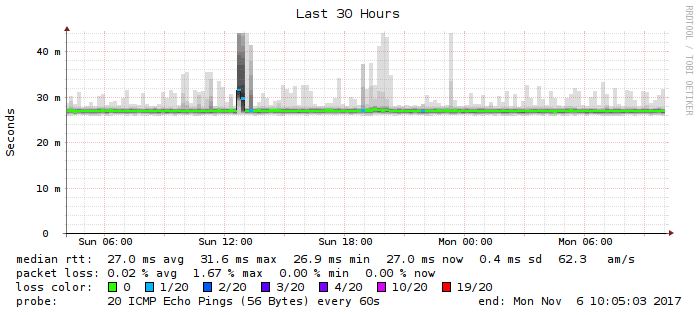 Last 30 Hours
RRDTOOL / TOBI OETIKER
Seconds
40 m
30 m
20 m
10 m
0
Sun 06:00 Sun 12:00 Sun 18:00 Mon 00:00 Mon 06:00
median rtt: 27.0 ms avg 31.6 ms max 26.9 ms min 27.0 ms now 0.4 ms sd 62.3 am/s
packet loss: 0.02 % avg 1.67 % max 0.00 % min 0.00 % now
loss color: 0 1/20 2/20 3/20 4/20 10/20 19/20
probe: 20 ICMP Echo Pings (56 Bytes) every 60s end: Mon Nov 6 10:05:03 2017